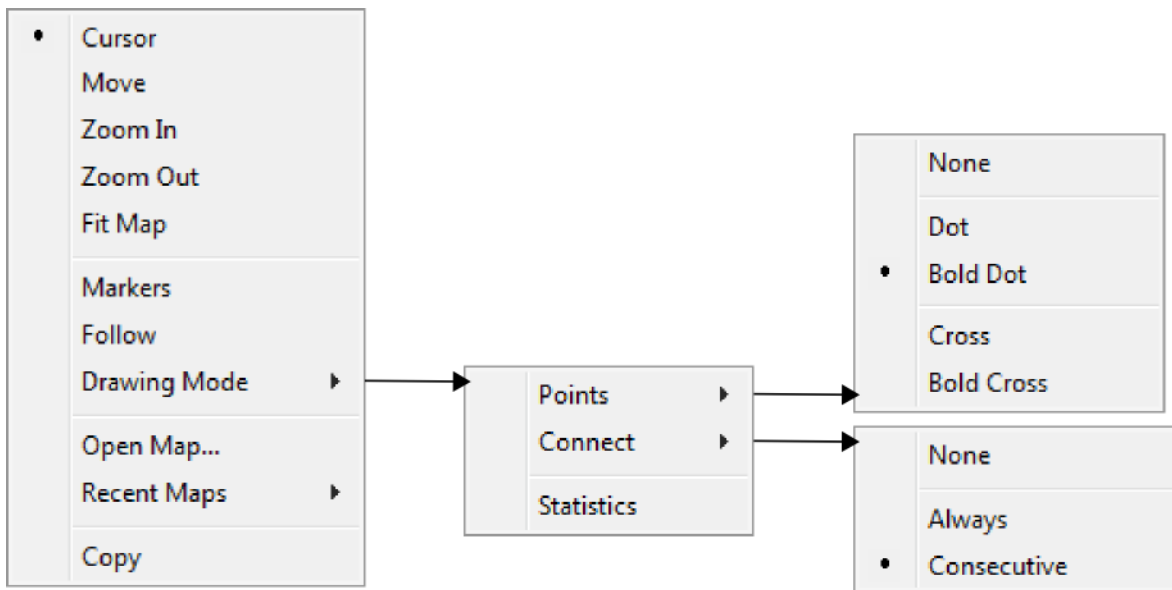 Cursor
Move
Zoom In
Zoom Out
Fit Map
Markers
Follow
Drawing Mode
Open Map...
Recent Maps
Copy
Points
Connect
Statistics
None
Dot
Bold Dot
Cross
Bold Cross
None
Always
Consecutive